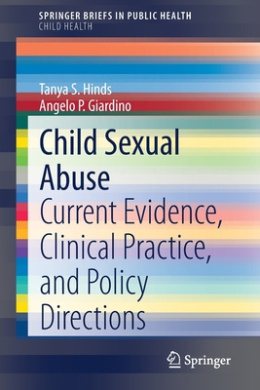 SPRINGER BRIEFS IN PUBLIC HEALTH
CHILD HEALTH
Tanya S. Hinds
Angelo P. Giardino
Child Sexual
Abuse
Current Evidence,
Clinical Practice,
and Policy
Directions
Springer